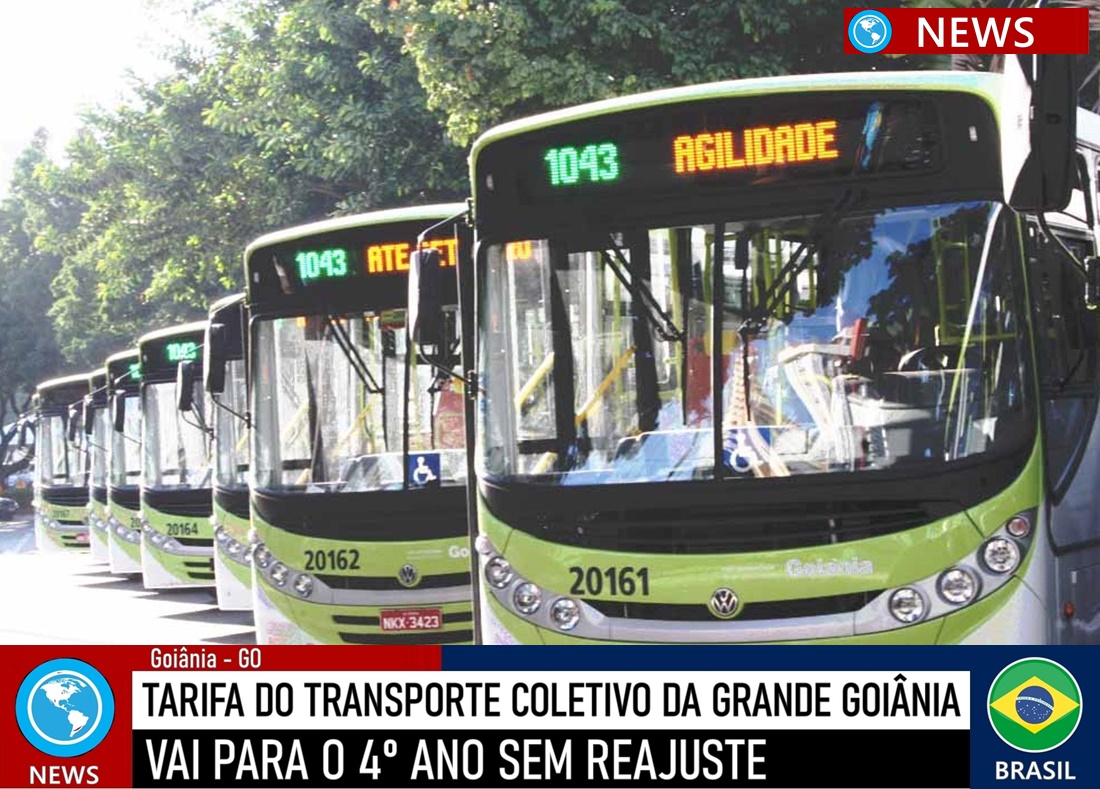 NEWS
1043 AGILIDADE
1043
1043
20161
20162
20164
Goiania
NKX-3423
Goiânia - GO
TARIFA DO TRANSPORTE COLETIVO DA GRANDE GOIÂNIA
VAI PARA O 4º ANO SEM REAJUSTE
NEWS
BRASIL